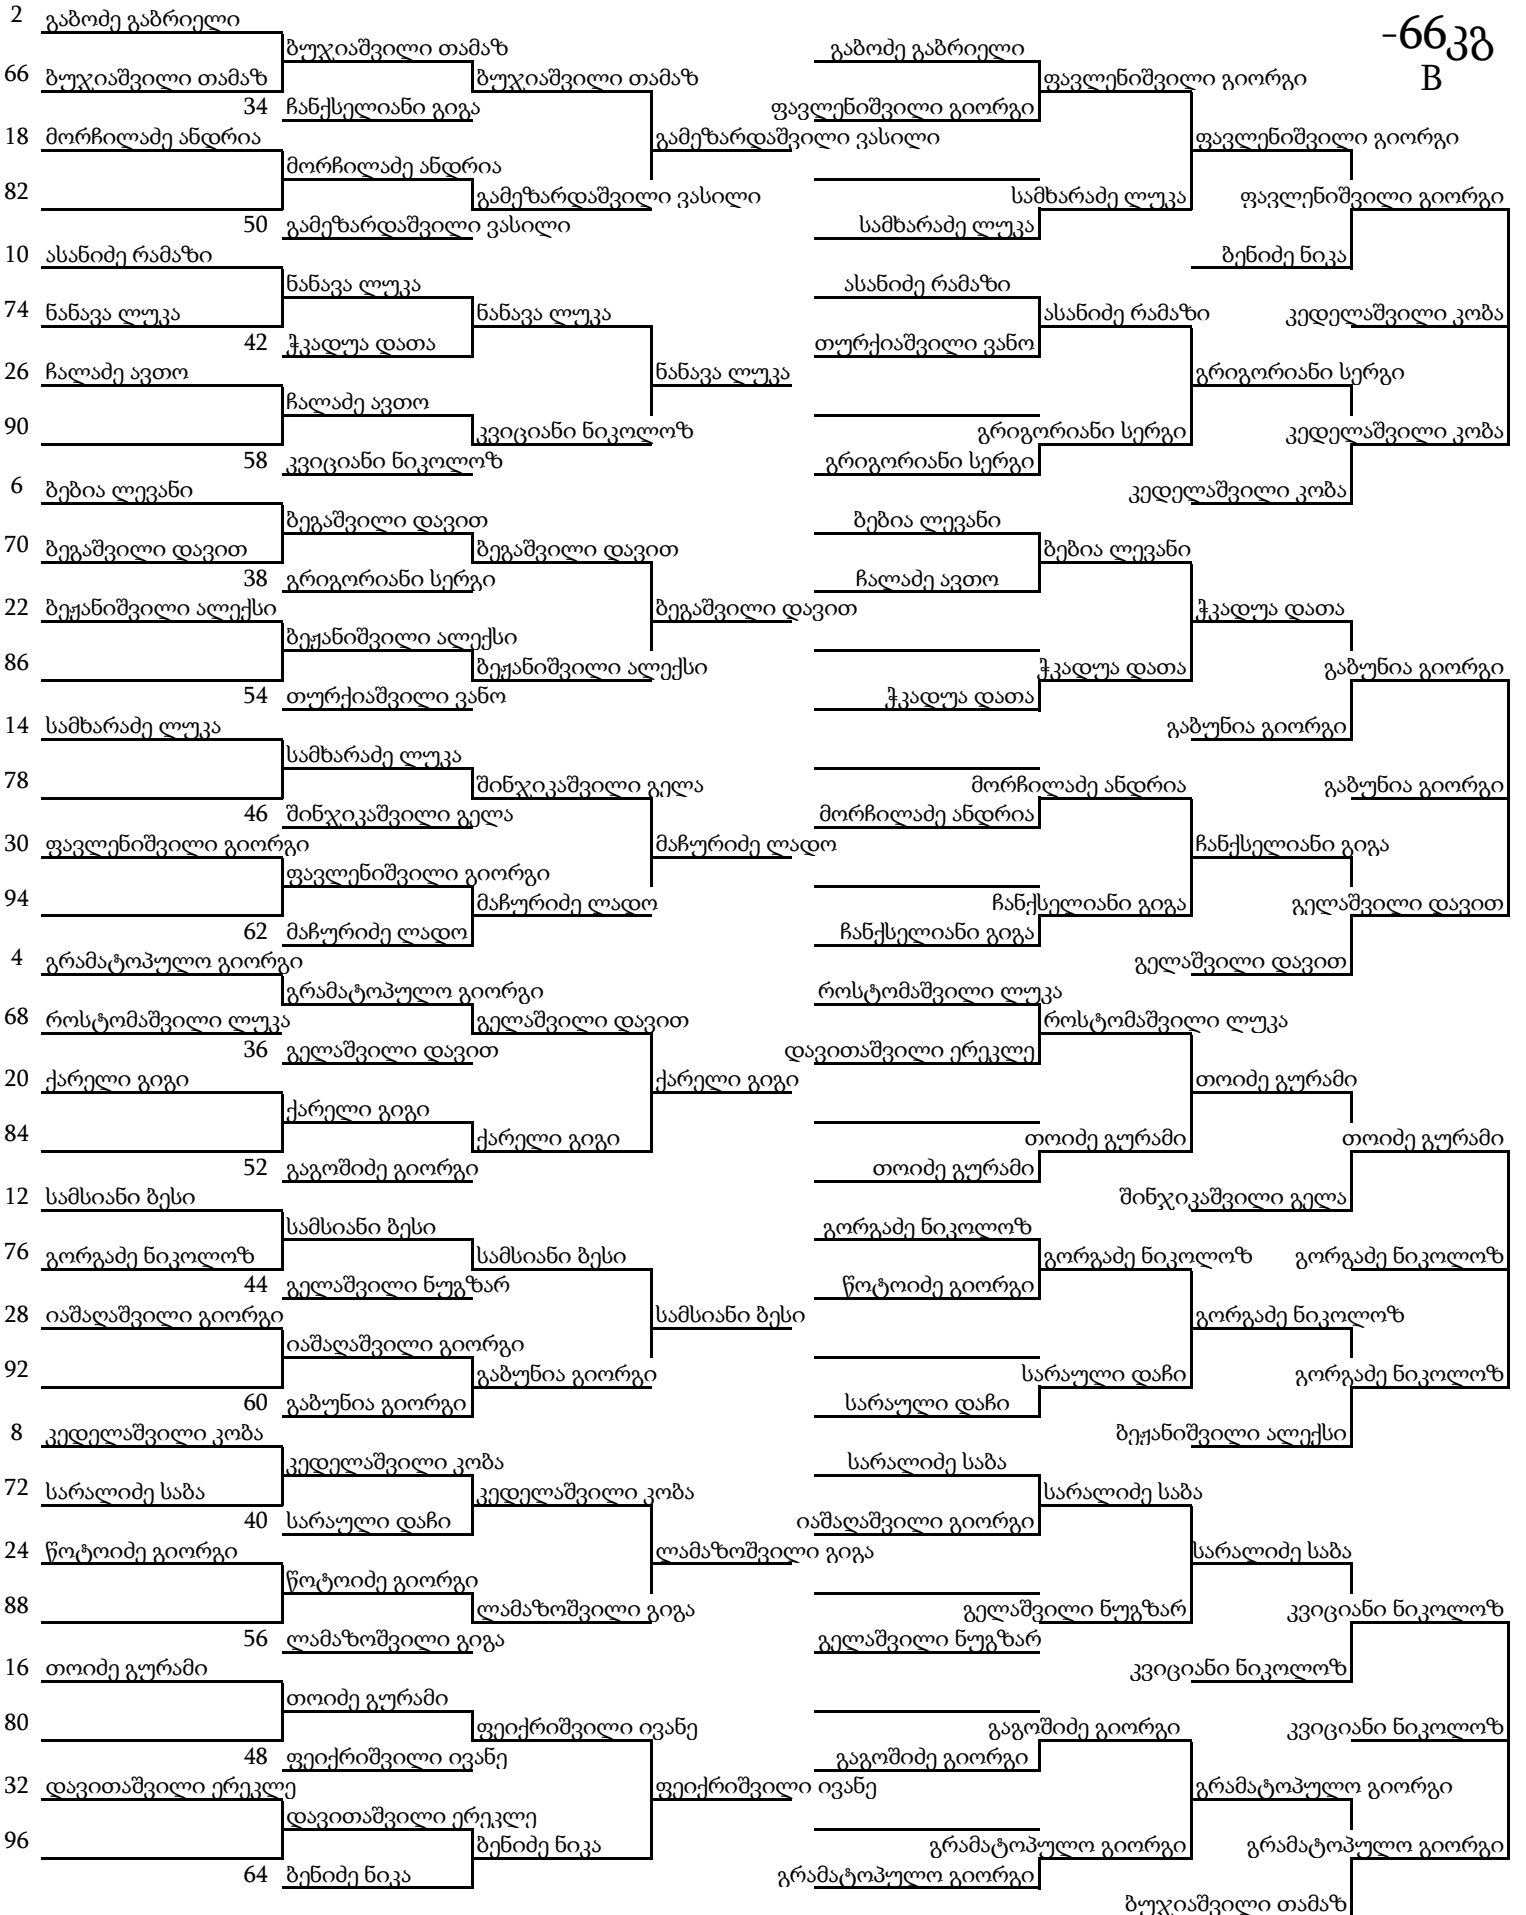 -66კგ
B
2 გაბოძე გაბრიელი
ბუჯიაშვილი თამაზ
გაბოძე გაბრიელი
66 ბუჯიაშვილი თამაზ
ბუჯიაშვილი თამაზ
ფავლენიშვილი გიორგი
34 ჩანქსელიანი გიგა
ფავლენიშვილი გიორგი
18 მორჩილაძე ანდრია
გამეზარდაშვილი ვასილი
ფავლენიშვილი გიორგი
მორჩილაძე ანდრია
82
გამეზარდაშვილი ვასილი
სამხარაძე ლუკა
ფავლენიშვილი გიორგი
50 გამეზარდაშვილი ვასილი
სამხარაძე ლუკა
10 ასანიძე რამაზი
ბენიძე ნიკა
ნანავა ლუკა
ასანიძე რამაზი
74 ნანავა ლუკა
ნანავა ლუკა
ასანიძე რამაზი
კედელაშვილი კობა
42 ჭკადუა დათა
თურქიაშვილი ვანო
26 ჩალაძე ავთო
ნანავა ლუკა
გრიგორიანი სერგი
ჩალაძე ავთო
90
კვიციანი ნიკოლოზ
გრიგორიანი სერგი
კედელაშვილი კობა
58 კვიციანი ნიკოლოზ
გრიგორიანი სერგი
6 ბებია ლევანი
კედელაშვილი კობა
ბეგაშვილი დავით
ბებია ლევანი
70 ბეგაშვილი დავით
ბეგაშვილი დავით
ბებია ლევანი
38 გრიგორიანი სერგი
ჩალაძე ავთო
22 ბეჟანიშვილი ალექსი
ბეგაშვილი დავით
ჭკადუა დათა
ბეჟანიშვილი ალექსი
86
ბეჟანიშვილი ალექსი
ჭკადუა დათა
გაბუნია გიორგი
54 თურქიაშვილი ვანო
ჭკადუა დათა
14 სამხარაძე ლუკა
გაბუნია გიორგი
სამხარაძე ლუკა
78
შინჯიკაშვილი გელა
მორჩილაძე ანდრია
გაბუნია გიორგი
46 შინჯიკაშვილი გელა
მორჩილაძე ანდრია
30 ფავლენიშვილი გიორგი
მაჩურიძე ლადო
ჩანქსელიანი გიგა
ფავლენიშვილი გიორგი
94
მაჩურიძე ლადო
ჩანქსელიანი გიგა
გელაშვილი დავით
62 მაჩურიძე ლადო
ჩანქსელიანი გიგა
4 გრამატოპულო გიორგი
გელაშვილი დავით
გრამატოპულო გიორგი
როსტომაშვილი ლუკა
68 როსტომაშვილი ლუკა
გელაშვილი დავით
როსტომაშვილი ლუკა
36 გელაშვილი დავით
დავითაშვილი ერეკლე
20 ქარელი გიგი
ქარელი გიგი
თოიძე გურამი
ქარელი გიგი
84
ქარელი გიგი
თოიძე გურამი
თოიძე გურამი
52 გაგოშიძე გიორგი
თოიძე გურამი
12 სამსიანი ბესი
შინჯიკაშვილი გელა
სამსიანი ბესი
გორგაძე ნიკოლოზ
76 გორგაძე ნიკოლოზ
სამსიანი ბესი
გორგაძე ნიკოლოზ
გორგაძე ნიკოლოზ
44 გელაშვილი ნუგზარ
წოტოიძე გიორგი
28 იაშაღაშვილი გიორგი
სამსიანი ბესი
გორგაძე ნიკოლოზ
იაშაღაშვილი გიორგი
92
გაბუნია გიორგი
სარაული დაჩი
გორგაძე ნიკოლოზ
60 გაბუნია გიორგი
სარაული დაჩი
8 კედელაშვილი კობა
ბეჟანიშვილი ალექსი
კედელაშვილი კობა
სარალიძე საბა
72 სარალიძე საბა
კედელაშვილი კობა
სარალიძე საბა
40 სარაული დაჩი
იაშაღაშვილი გიორგი
24 წოტოიძე გიორგი
ლამაზოშვილი გიგა
სარალიძე საბა
წოტოიძე გიორგი
88
ლამაზოშვილი გიგა
გელაშვილი ნუგზარ
კვიციანი ნიკოლოზ
56 ლამაზოშვილი გიგა
გელაშვილი ნუგზარ
16 თოიძე გურამი
კვიციანი ნიკოლოზ
თოიძე გურამი
80
ფეიქრიშვილი ივანე
გაგოშიძე გიორგი
კვიციანი ნიკოლოზ
48 ფეიქრიშვილი ივანე
გაგოშიძე გიორგი
32 დავითაშვილი ერეკლე
ფეიქრიშვილი ივანე
გრამატოპულო გიორგი
დავითაშვილი ერეკლე
96
ბენიძე ნიკა
გრამატოპულო გიორგი
გრამატოპულო გიორგი
64 ბენიძე ნიკა
გრამატოპულო გიორგი
ბუჯიაშვილი თამაზ